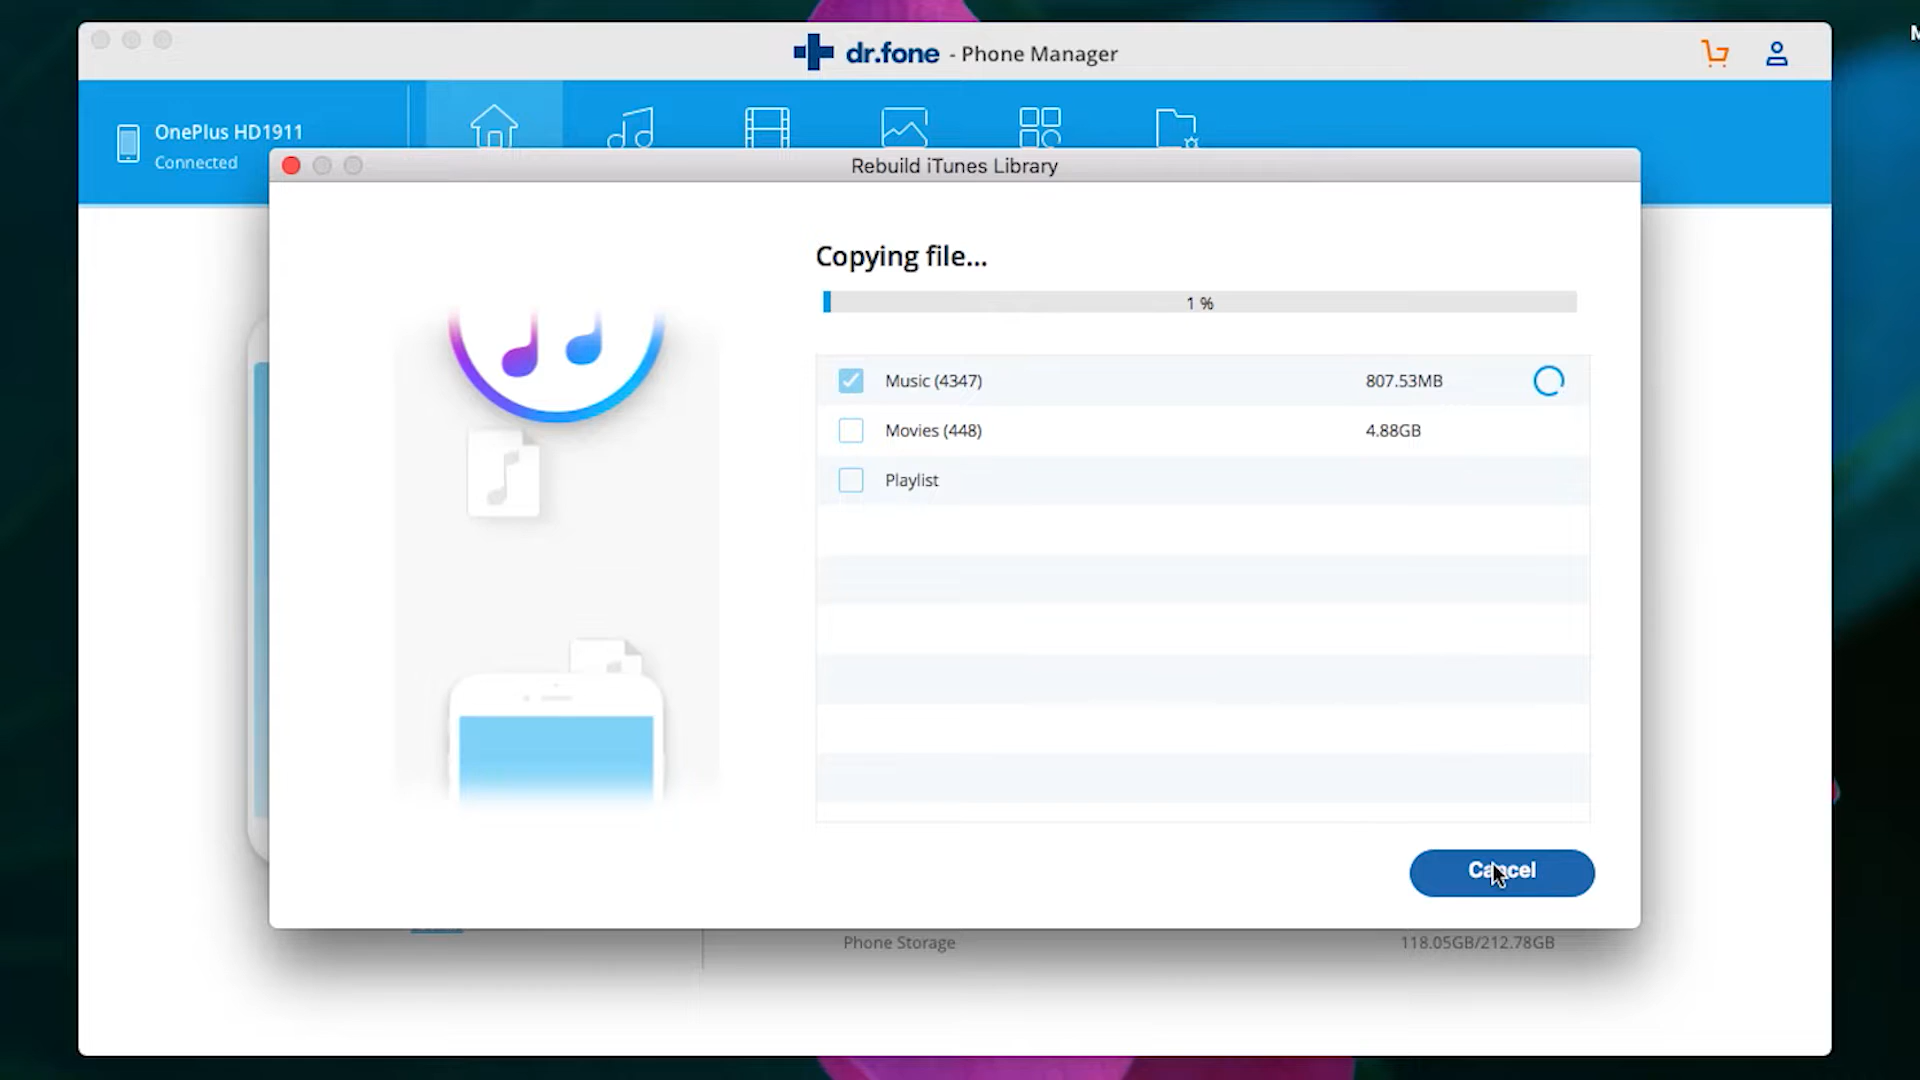 dr.fone - Phone Manager
OnePlus HD1911
Connected
Rebuild iTunes Library
Copying file...
1 %
Music (4347) 807.53MB
Movies (448) 4.88GB
Playlist
Cancel
Phone Storage 118.05GB/212.78GB